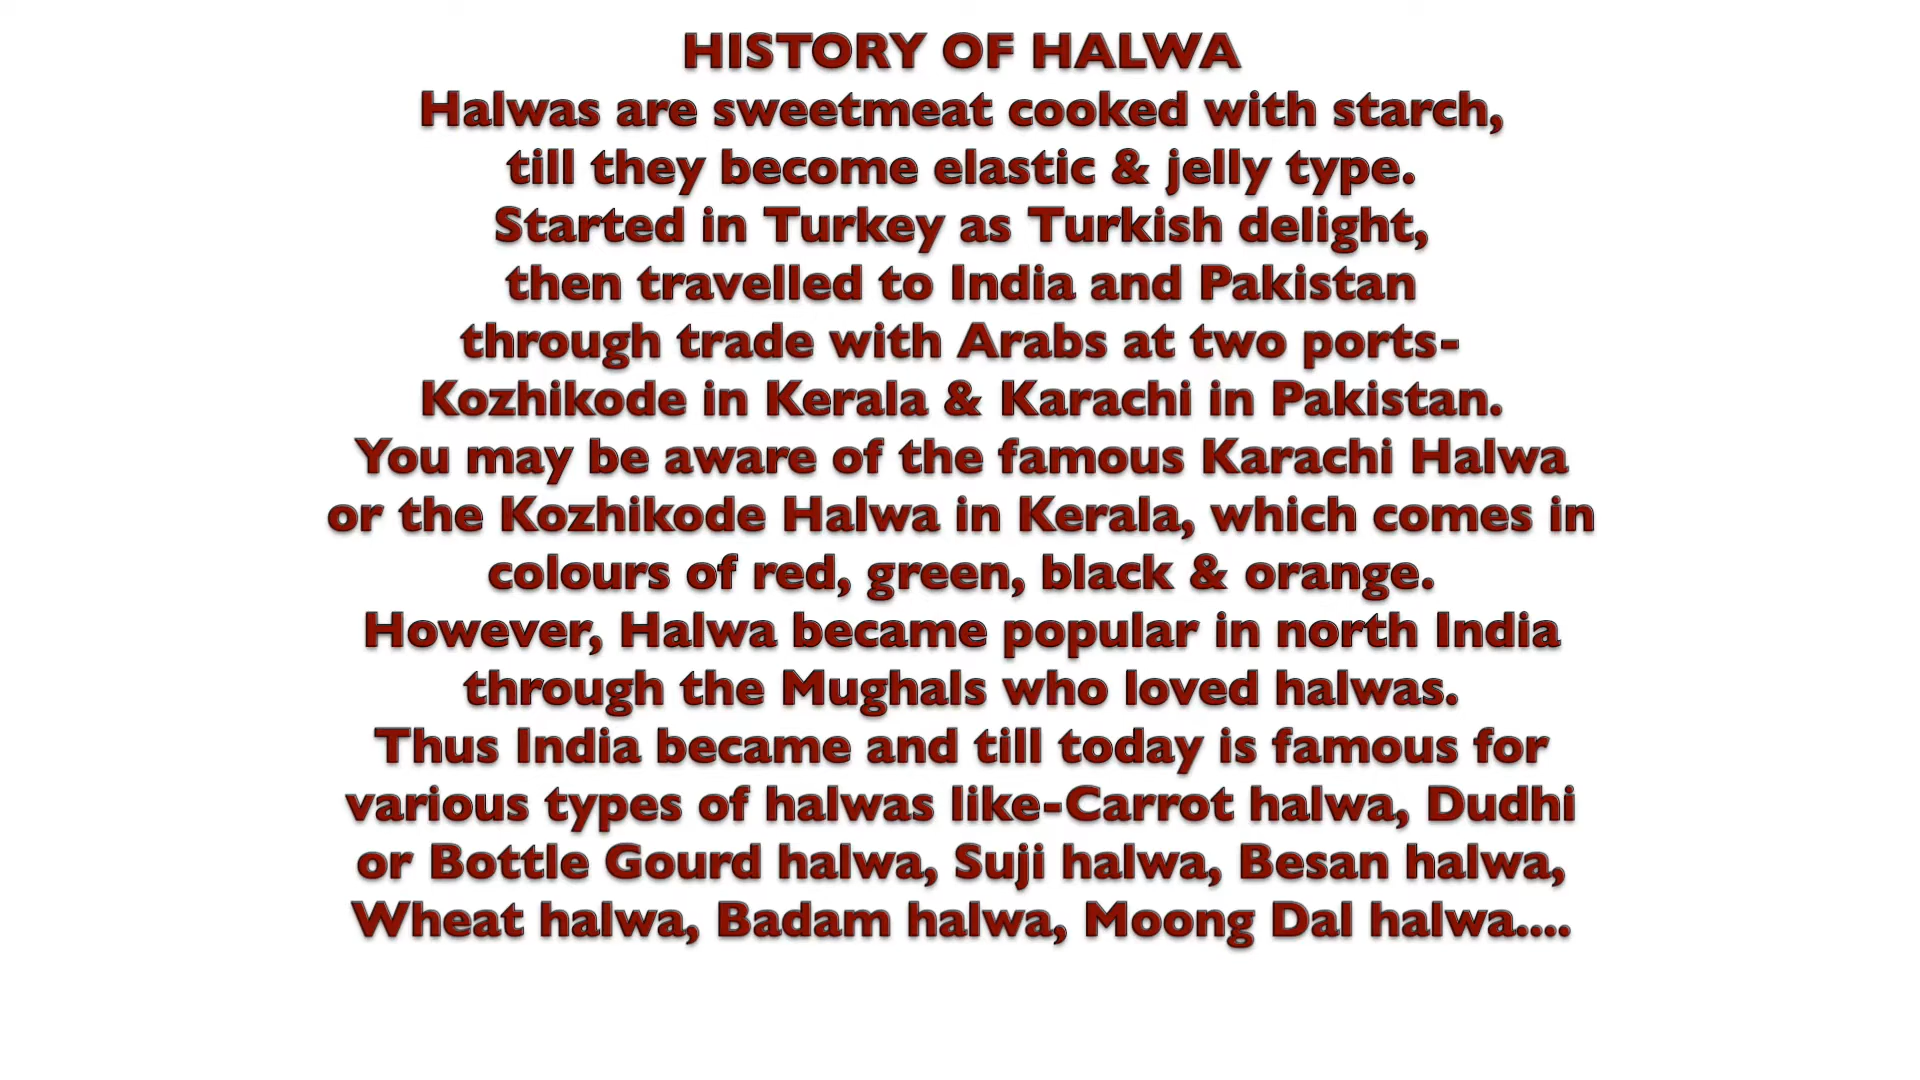 HISTORY OF HALWA
Halwas are sweetmeat cooked with starch,
till they become elastic & jelly type.
Started in Turkey as Turkish delight,
then travelled to India and Pakistan
through trade with Arabs at two ports-
Kozhikode in Kerala & Karachi in Pakistan.
You may be aware of the famous Karachi Halwa
or the Kozhikode Halwa in Kerala, which comes in
colours of red, green, black & orange.
However, Halwa became popular in north India
through the Mughals who loved halwas.
Thus India became and till today is famous for
various types of halwas like-Carrot halwa, Dudhi
or Bottle Gourd halwa, Suji halwa, Besan halwa,
Wheat halwa, Badam halwa, Moong Dal halwa....